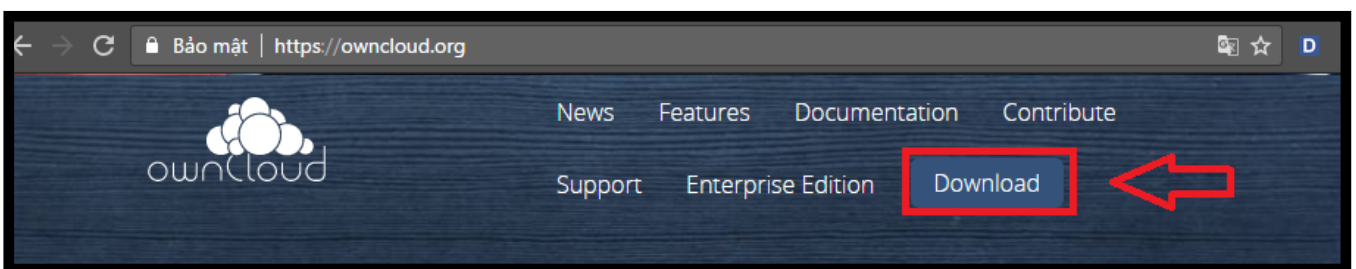 Bảo mật | https://owncloud.org
D
News Features Documentation Contribute
ownCloud
Support Enterprise Edition Download